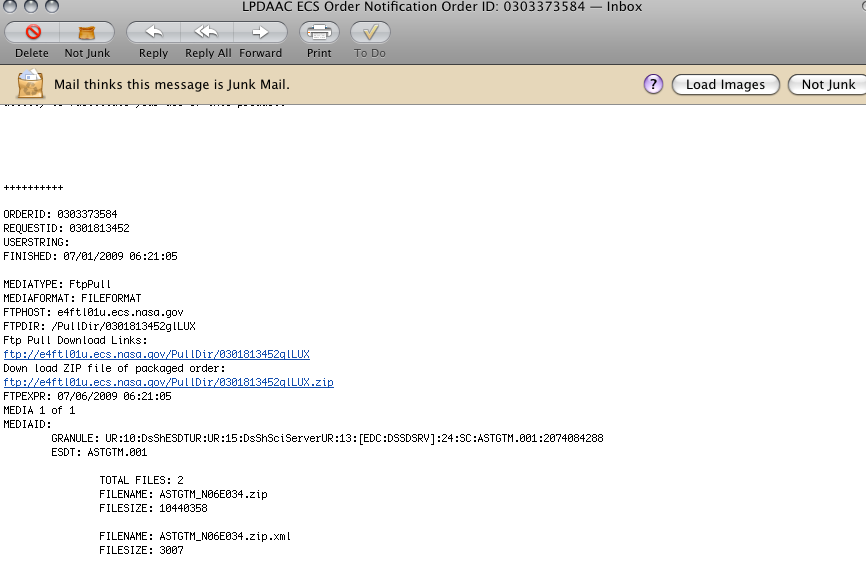 LPDAAC ECS Order Notification Order ID: 0303373584 — Inbox
Delete Not Junk Reply Reply All Forward Print To Do
Mail thinks this message is Junk Mail. ? Load Images Not Junk
++++++++++
ORDERID: 0303373584
REQUESTID: 0301813452
USERSTRING:
FINISHED: 07/01/2009 06:21:05
MEDIATYPE: FtpPull
MEDIAFORMAT: FILEFORMAT
FTPHOST: e4ftl01u.ecs.nasa.gov
FTPDIR: /PullDir/0301813452glLUX
Ftp Pull Download Links:
ftp://e4ftl01u.ecs.nasa.gov/PullDir/0301813452glLUX
Down load ZIP file of packaged order:
ftp://e4ftl01u.ecs.nasa.gov/PullDir/0301813452glLUX.zip
FTPEXPR: 07/06/2009 06:21:05
MEDIA 1 of 1
MEDIAID:
GRANULE: UR:10:DsShESDTUR:UR:15:DsShSciServerUR:13:[EDC:DSSDSRV]:24:SC:ASTGTM.001:2074084288
ESDT: ASTGTM.001
TOTAL FILES: 2
FILENAME: ASTGTM_N06E034.zip
FILESIZE: 10440358
FILENAME: ASTGTM_N06E034.zip.xml
FILESIZE: 3007